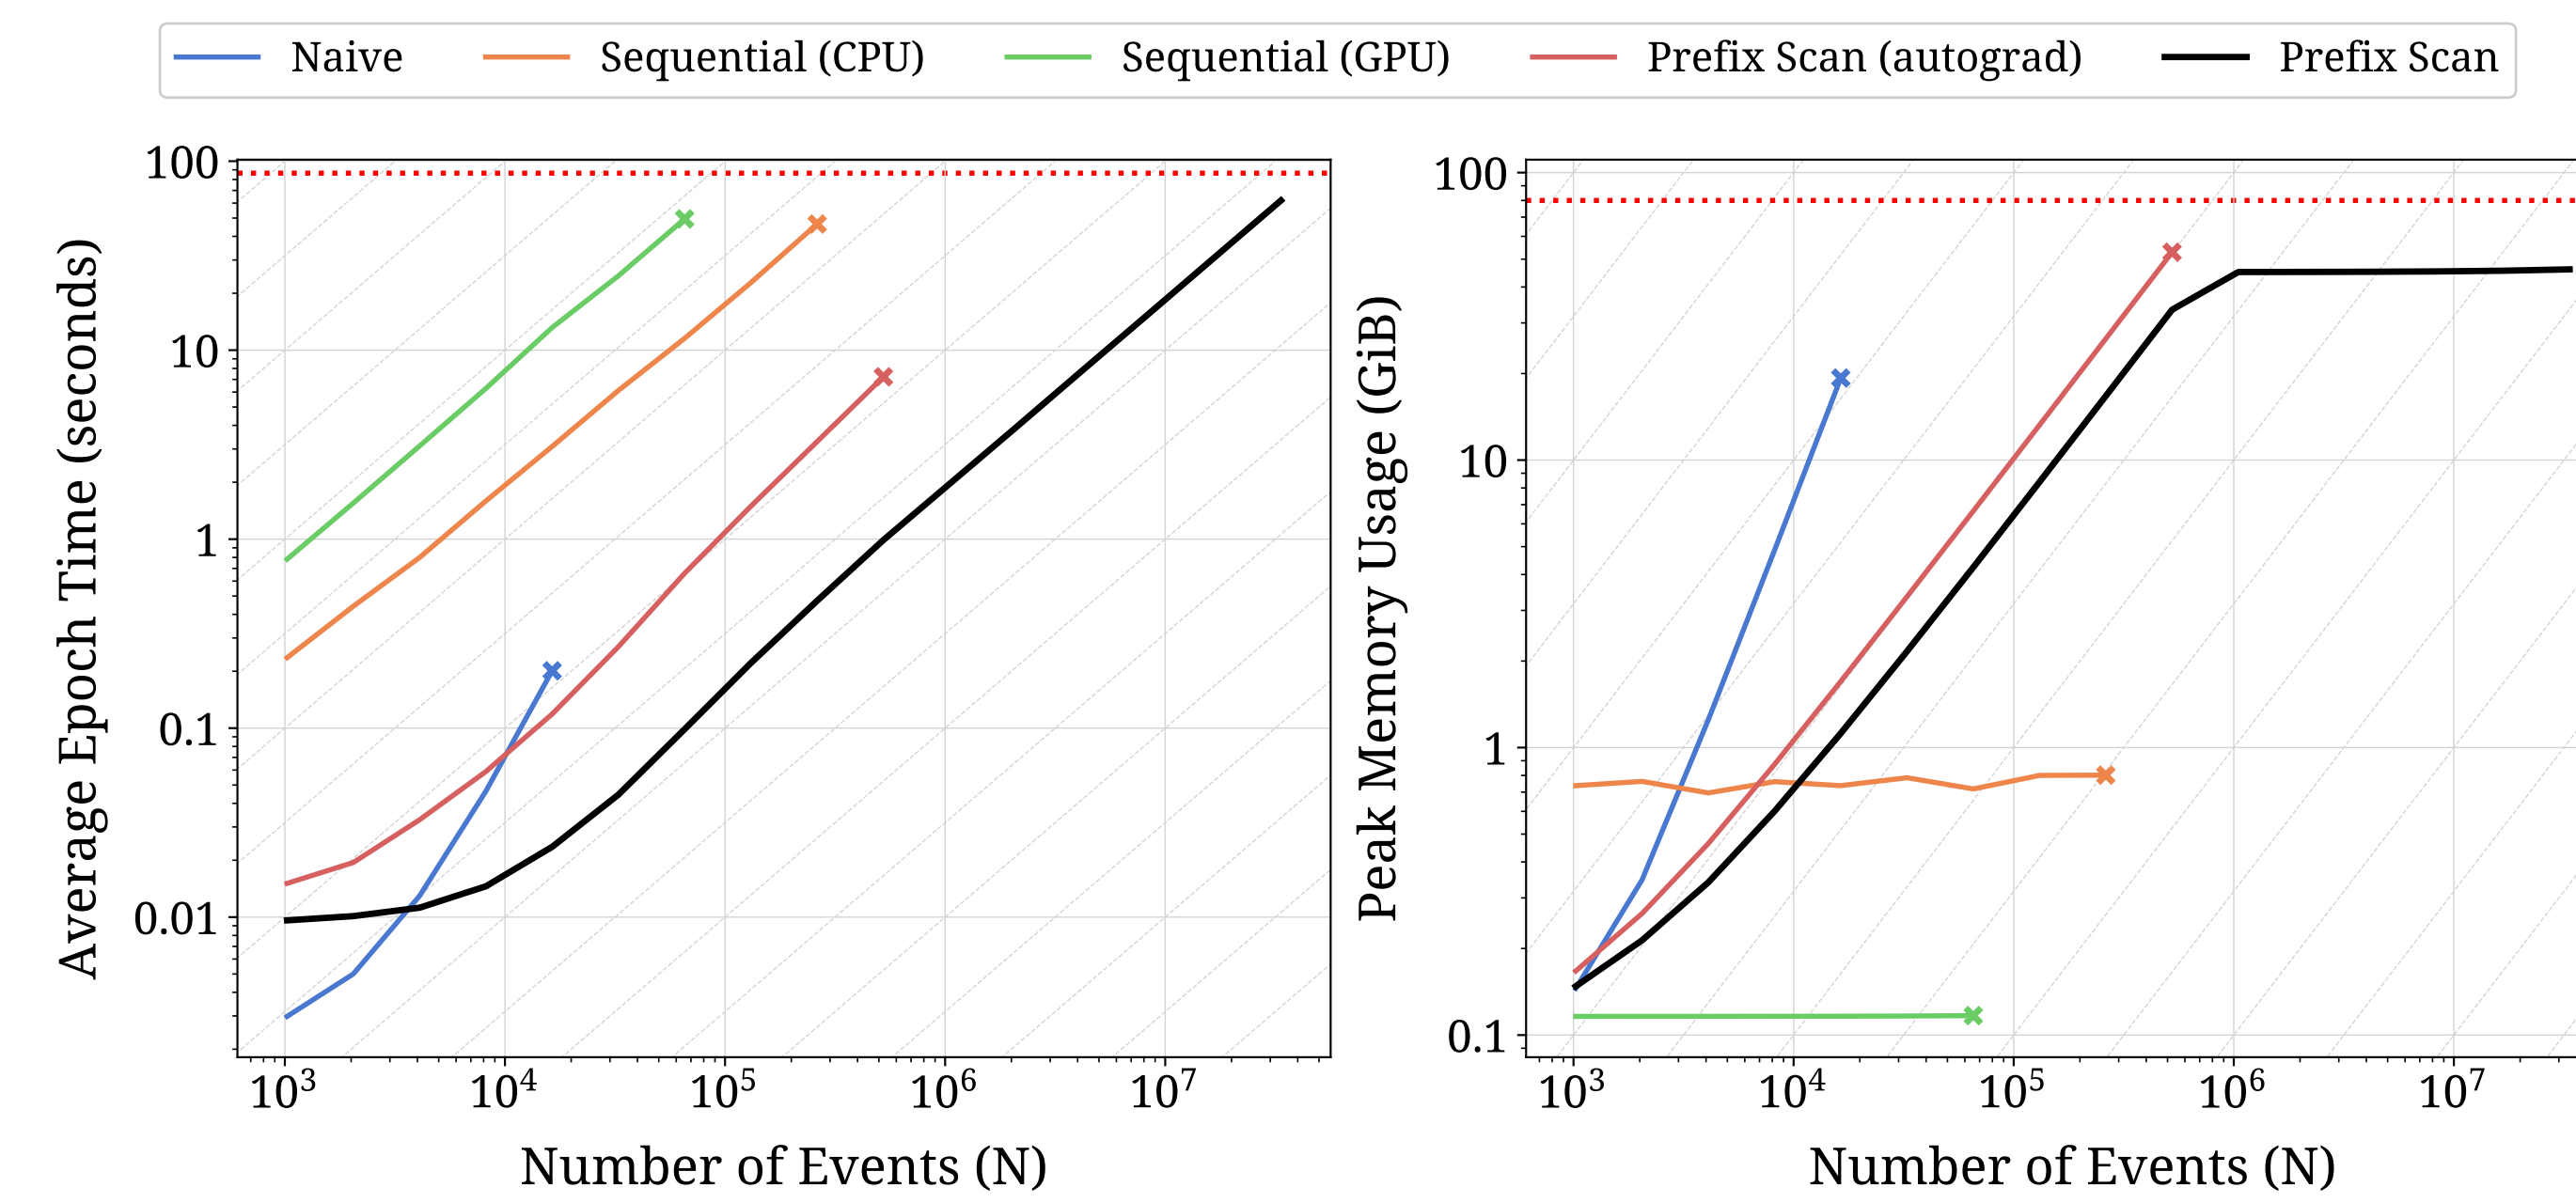 Naive Sequential (CPU) Sequential (GPU) Prefix Scan (autograd) Prefix Scan
Average Epoch Time (seconds)
100
10
1
0.1
0.01
10³ 10⁴ 10⁵ 10⁶ 10⁷
Number of Events (N)
Peak Memory Usage (GiB)
100
10
1
0.1
10³ 10⁴ 10⁵ 10⁶ 10⁷
Number of Events (N)